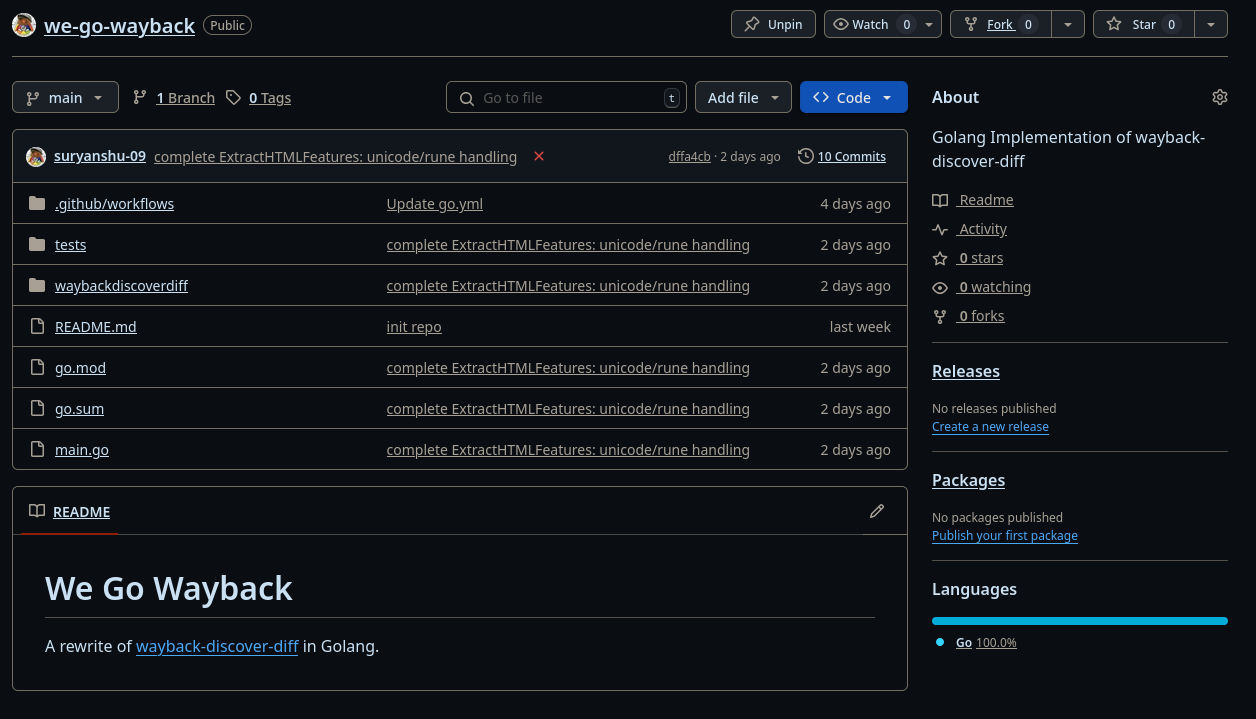 we-go-wayback Public Unpin Watch 0 Fork 0 Star 0
main 1 Branch 0 Tags Go to file t Add file Code
suryanshu-09 complete ExtractHTMLFeatures: unicode/rune handling dffa4cb · 2 days ago 10 Commits
.github/workflows Update go.yml 4 days ago
tests complete ExtractHTMLFeatures: unicode/rune handling 2 days ago
waybackdiscoverdiff complete ExtractHTMLFeatures: unicode/rune handling 2 days ago
README.md init repo last week
go.mod complete ExtractHTMLFeatures: unicode/rune handling 2 days ago
go.sum complete ExtractHTMLFeatures: unicode/rune handling 2 days ago
main.go complete ExtractHTMLFeatures: unicode/rune handling 2 days ago
README
We Go Wayback
A rewrite of wayback-discover-diff in Golang.
About
Golang Implementation of wayback-
discover-diff
Readme
Activity
0 stars
0 watching
0 forks
Releases
No releases published
Create a new release
Packages
No packages published
Publish your first package
Languages
Go 100.0%